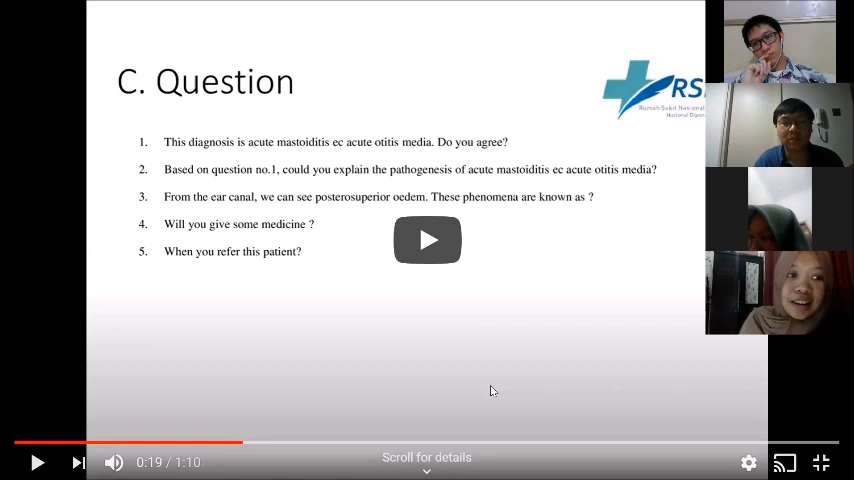 C. Question
RS
Rumah Sakit Nasional
National Dipon
1. This diagnosis is acute mastoiditis ec acute otitis media. Do you agree?
2. Based on question no.1, could you explain the pathogenesis of acute mastoiditis ec acute otitis media?
3. From the ear canal, we can see posterosuperior oedem. These phenomena are known as ?
4. Will you give some medicine ?
5. When you refer this patient?
0:19 / 1:10
Scroll for details